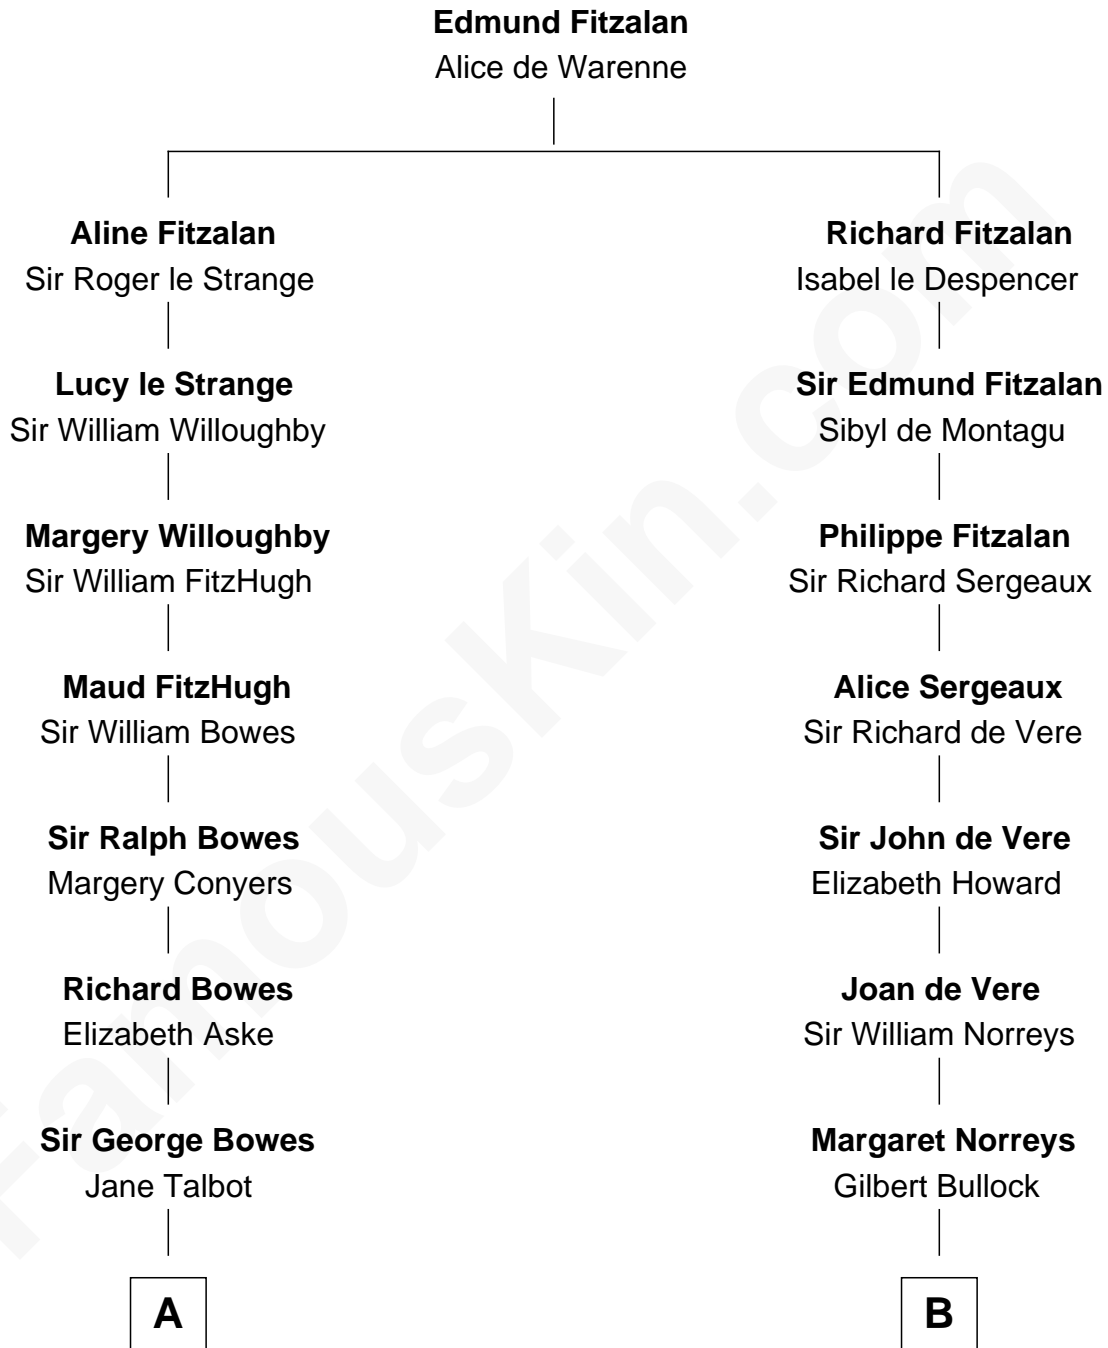 Edmund Fitzalan
Alice de Warenne
Aline Fitzalan
Sir Roger le Strange
Richard Fitzalan
Isabel le Despencer
Lucy le Strange
Sir William Willoughby
Sir Edmund Fitzalan
Sibyl de Montagu
Margery Willoughby
Sir William FitzHugh
Philippe Fitzalan
Sir Richard Sergeaux
Maud FitzHugh
Sir William Bowes
Alice Sergeaux
Sir Richard de Vere
Sir Ralph Bowes
Margery Conyers
Sir John de Vere
Elizabeth Howard
Richard Bowes
Elizabeth Aske
Joan de Vere
Sir William Norreys
Sir George Bowes
Jane Talbot
Margaret Norreys
Gilbert Bullock
A
B
FamousKin.com